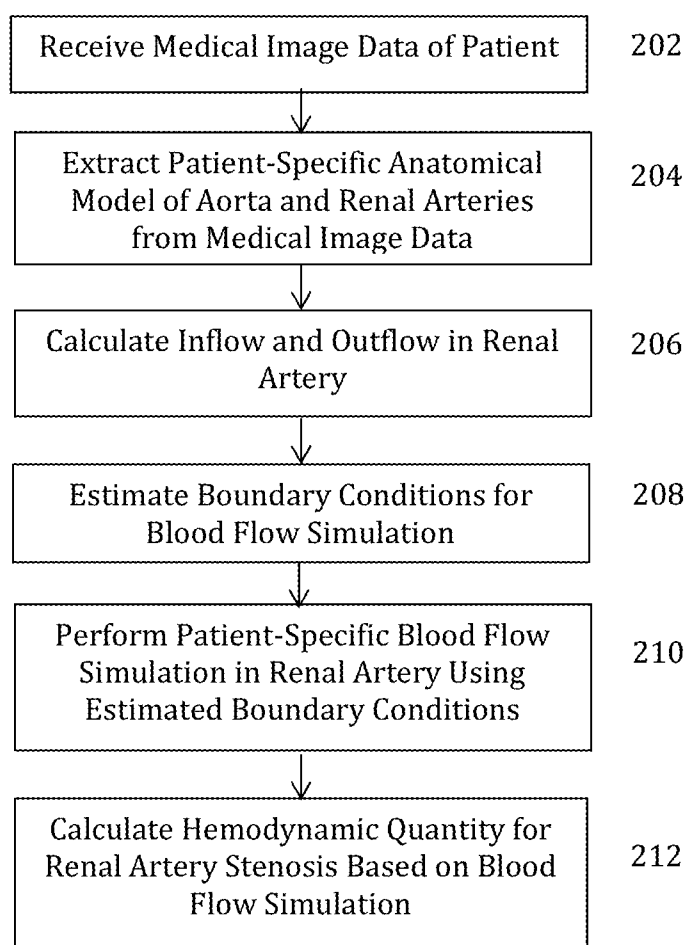 Receive Medical Image Data of Patient 202
Extract Patient-Specific Anatomical 204
Model of Aorta and Renal Arteries
from Medical Image Data
Calculate Inflow and Outflow in Renal 206
Artery
Estimate Boundary Conditions for 208
Blood Flow Simulation
Perform Patient-Specific Blood Flow 210
Simulation in Renal Artery Using
Estimated Boundary Conditions
Calculate Hemodynamic Quantity for
Renal Artery Stenosis Based on Blood 212
Flow Simulation